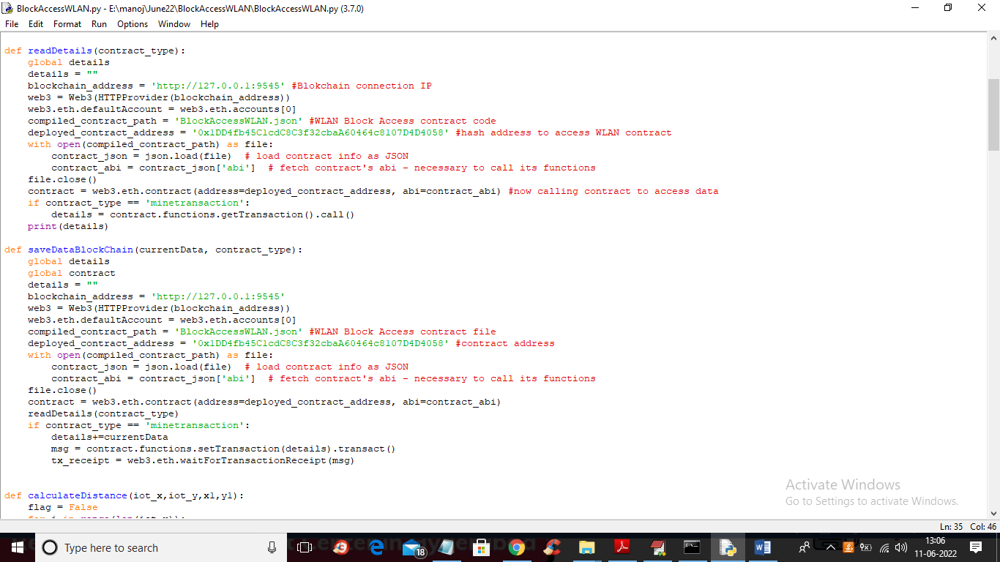 BlockAccessWLAN.py - E:\manoj\June22\BlockAccessWLAN\BlockAccessWLAN.py (3.7.0)
File Edit Format Run Options Window Help
def readDetails(contract_type):
    global details
    details = ""
    blockchain_address = 'http://127.0.0.1:9545' #Blokchain connection IP
    web3 = Web3(HTTPProvider(blockchain_address))
    web3.eth.defaultAccount = web3.eth.accounts[0]
    compiled_contract_path = 'BlockAccessWLAN.json' #WLAN Block Access contract code
    deployed_contract_address = '0x1DD4fb45C1cdC8C3f32cbaA60464c8107D4D4058' #hash address to access WLAN contract
    with open(compiled_contract_path) as file:
        contract_json = json.load(file)  # load contract info as JSON
        contract_abi = contract_json['abi']  # fetch contract's abi - necessary to call its functions
    file.close()
    contract = web3.eth.contract(address=deployed_contract_address, abi=contract_abi) #now calling contract to access data
    if contract_type == 'minetransaction':
        details = contract.functions.getTransaction().call()
    print(details)
def saveDataBlockChain(currentData, contract_type):
    global details
    global contract
    details = ""
    blockchain_address = 'http://127.0.0.1:9545'
    web3 = Web3(HTTPProvider(blockchain_address))
    web3.eth.defaultAccount = web3.eth.accounts[0]
    compiled_contract_path = 'BlockAccessWLAN.json' #WLAN Block Access contract file
    deployed_contract_address = '0x1DD4fb45C1cdC8C3f32cbaA60464c8107D4D4058' #contract address
    with open(compiled_contract_path) as file:
        contract_json = json.load(file)  # load contract info as JSON
        contract_abi = contract_json['abi']  # fetch contract's abi - necessary to call its functions
    file.close()
    contract = web3.eth.contract(address=deployed_contract_address, abi=contract_abi)
    readDetails(contract_type)
    if contract_type == 'minetransaction':
        details+=currentData
        msg = contract.functions.setTransaction(details).transact()
        tx_receipt = web3.eth.waitForTransactionReceipt(msg)
def calculateDistance(iot_x,iot_y,x1,y1):
    flag = False
Activate Windows
Go to Settings to activate Windows.
Ln: 35 Col: 46
Type here to search
18
13:06
11-06-2022